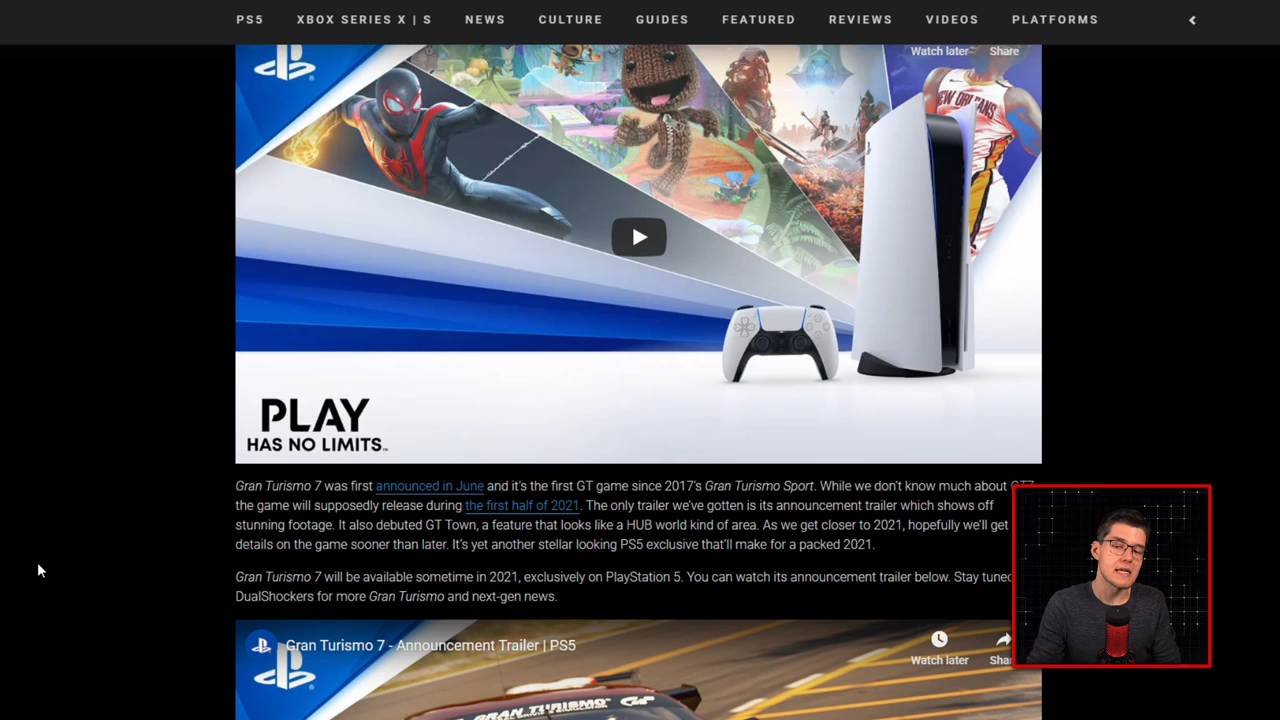 PS5 XBOX SERIES X | S NEWS CULTURE GUIDES FEATURED REVIEWS VIDEOS PLATFORMS
Watch later Share
NEW ORLEANS
PLAY
HAS NO LIMITS™
Gran Turismo 7 was first announced in June and it's the first GT game since 2017's Gran Turismo Sport. While we don't know much about GT7
the game will supposedly release during the first half of 2021. The only trailer we've gotten is its announcement trailer which shows off
stunning footage. It also debuted GT Town, a feature that looks like a HUB world kind of area. As we get closer to 2021, hopefully we'll get
details on the game sooner than later. It's yet another stellar looking PS5 exclusive that'll make for a packed 2021.
Gran Turismo 7 will be available sometime in 2021, exclusively on PlayStation 5. You can watch its announcement trailer below. Stay tuned
DualShockers for more Gran Turismo and next-gen news.
Gran Turismo 7 - Announcement Trailer | PS5
Watch later
GRAN TURISMO GT